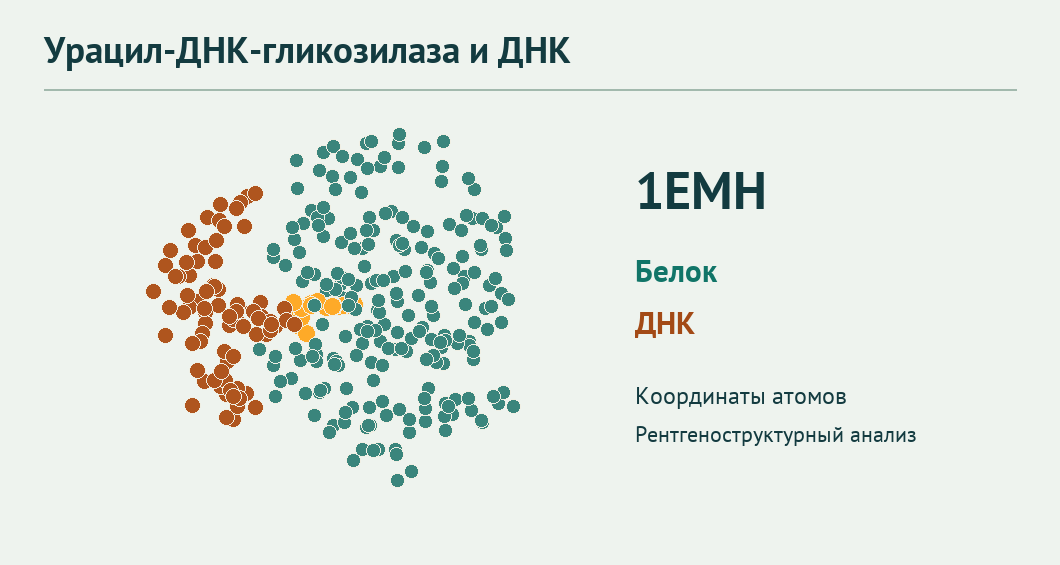 Урацил-ДНК-гликозилаза и ДНК
1EMH
Белок
ДНК
Координаты атомов
Рентгеноструктурный анализ